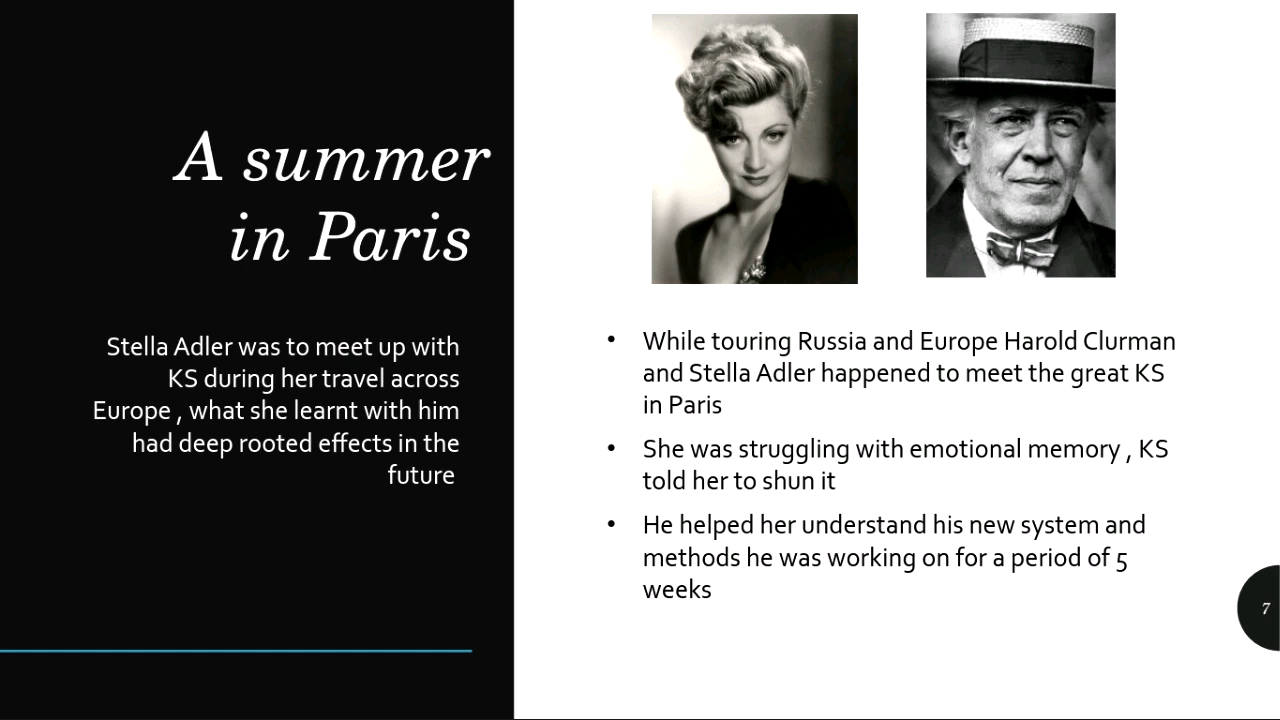 A summer
in Paris
Stella Adler was to meet up with
KS during her travel across
Europe , what she learnt with him
had deep rooted effects in the
future
• While touring Russia and Europe Harold Clurman
and Stella Adler happened to meet the great KS
in Paris
• She was struggling with emotional memory , KS
told her to shun it
• He helped her understand his new system and
methods he was working on for a period of 5
weeks
7